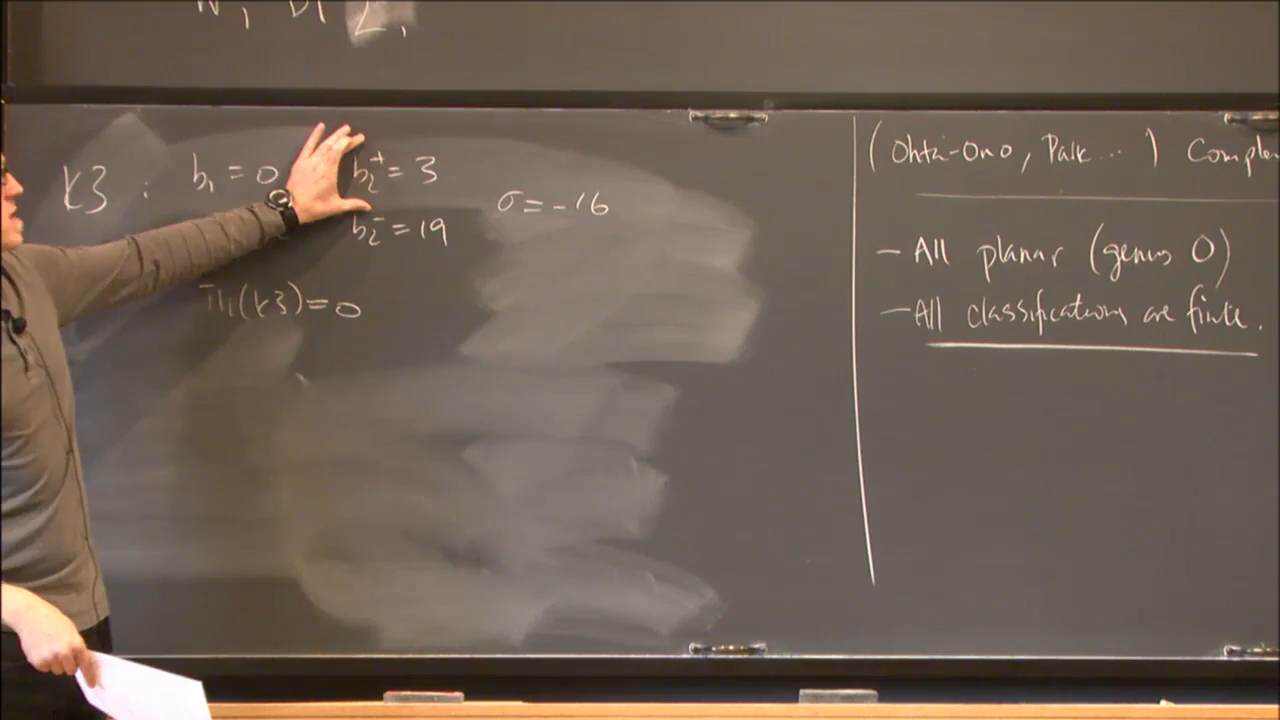 K3 : b₁ = 0 b₂⁺ = 3
b₂⁻ = 19 σ = -16
π₁(K3) = 0
(Ohta-Ono, Park... ) Comple
- All planar (genus 0)
- All classifications are finite.